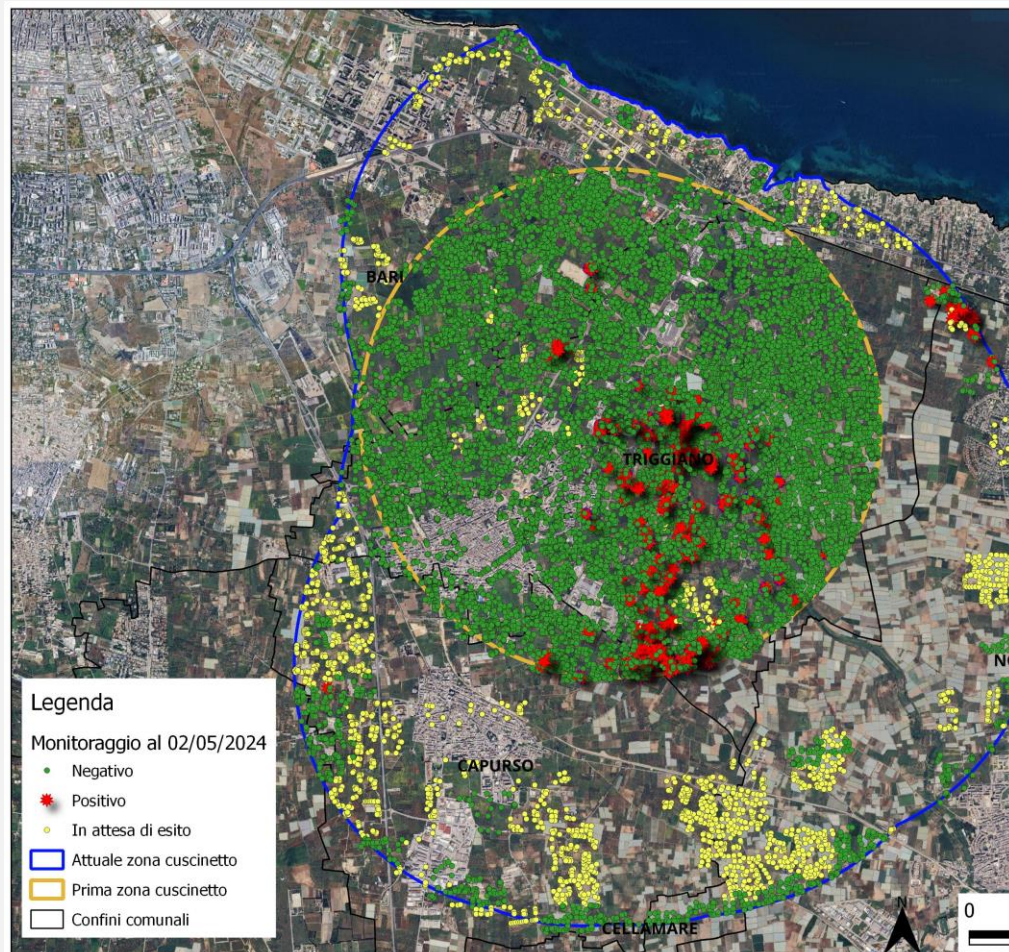 BARI
TRIGGIANO
NO
CAPURSO
CELLAMARE
Legenda
Monitoraggio al 02/05/2024
Negativo
Positivo
In attesa di esito
Attuale zona cuscinetto
Prima zona cuscinetto
Confini comunali
N
0